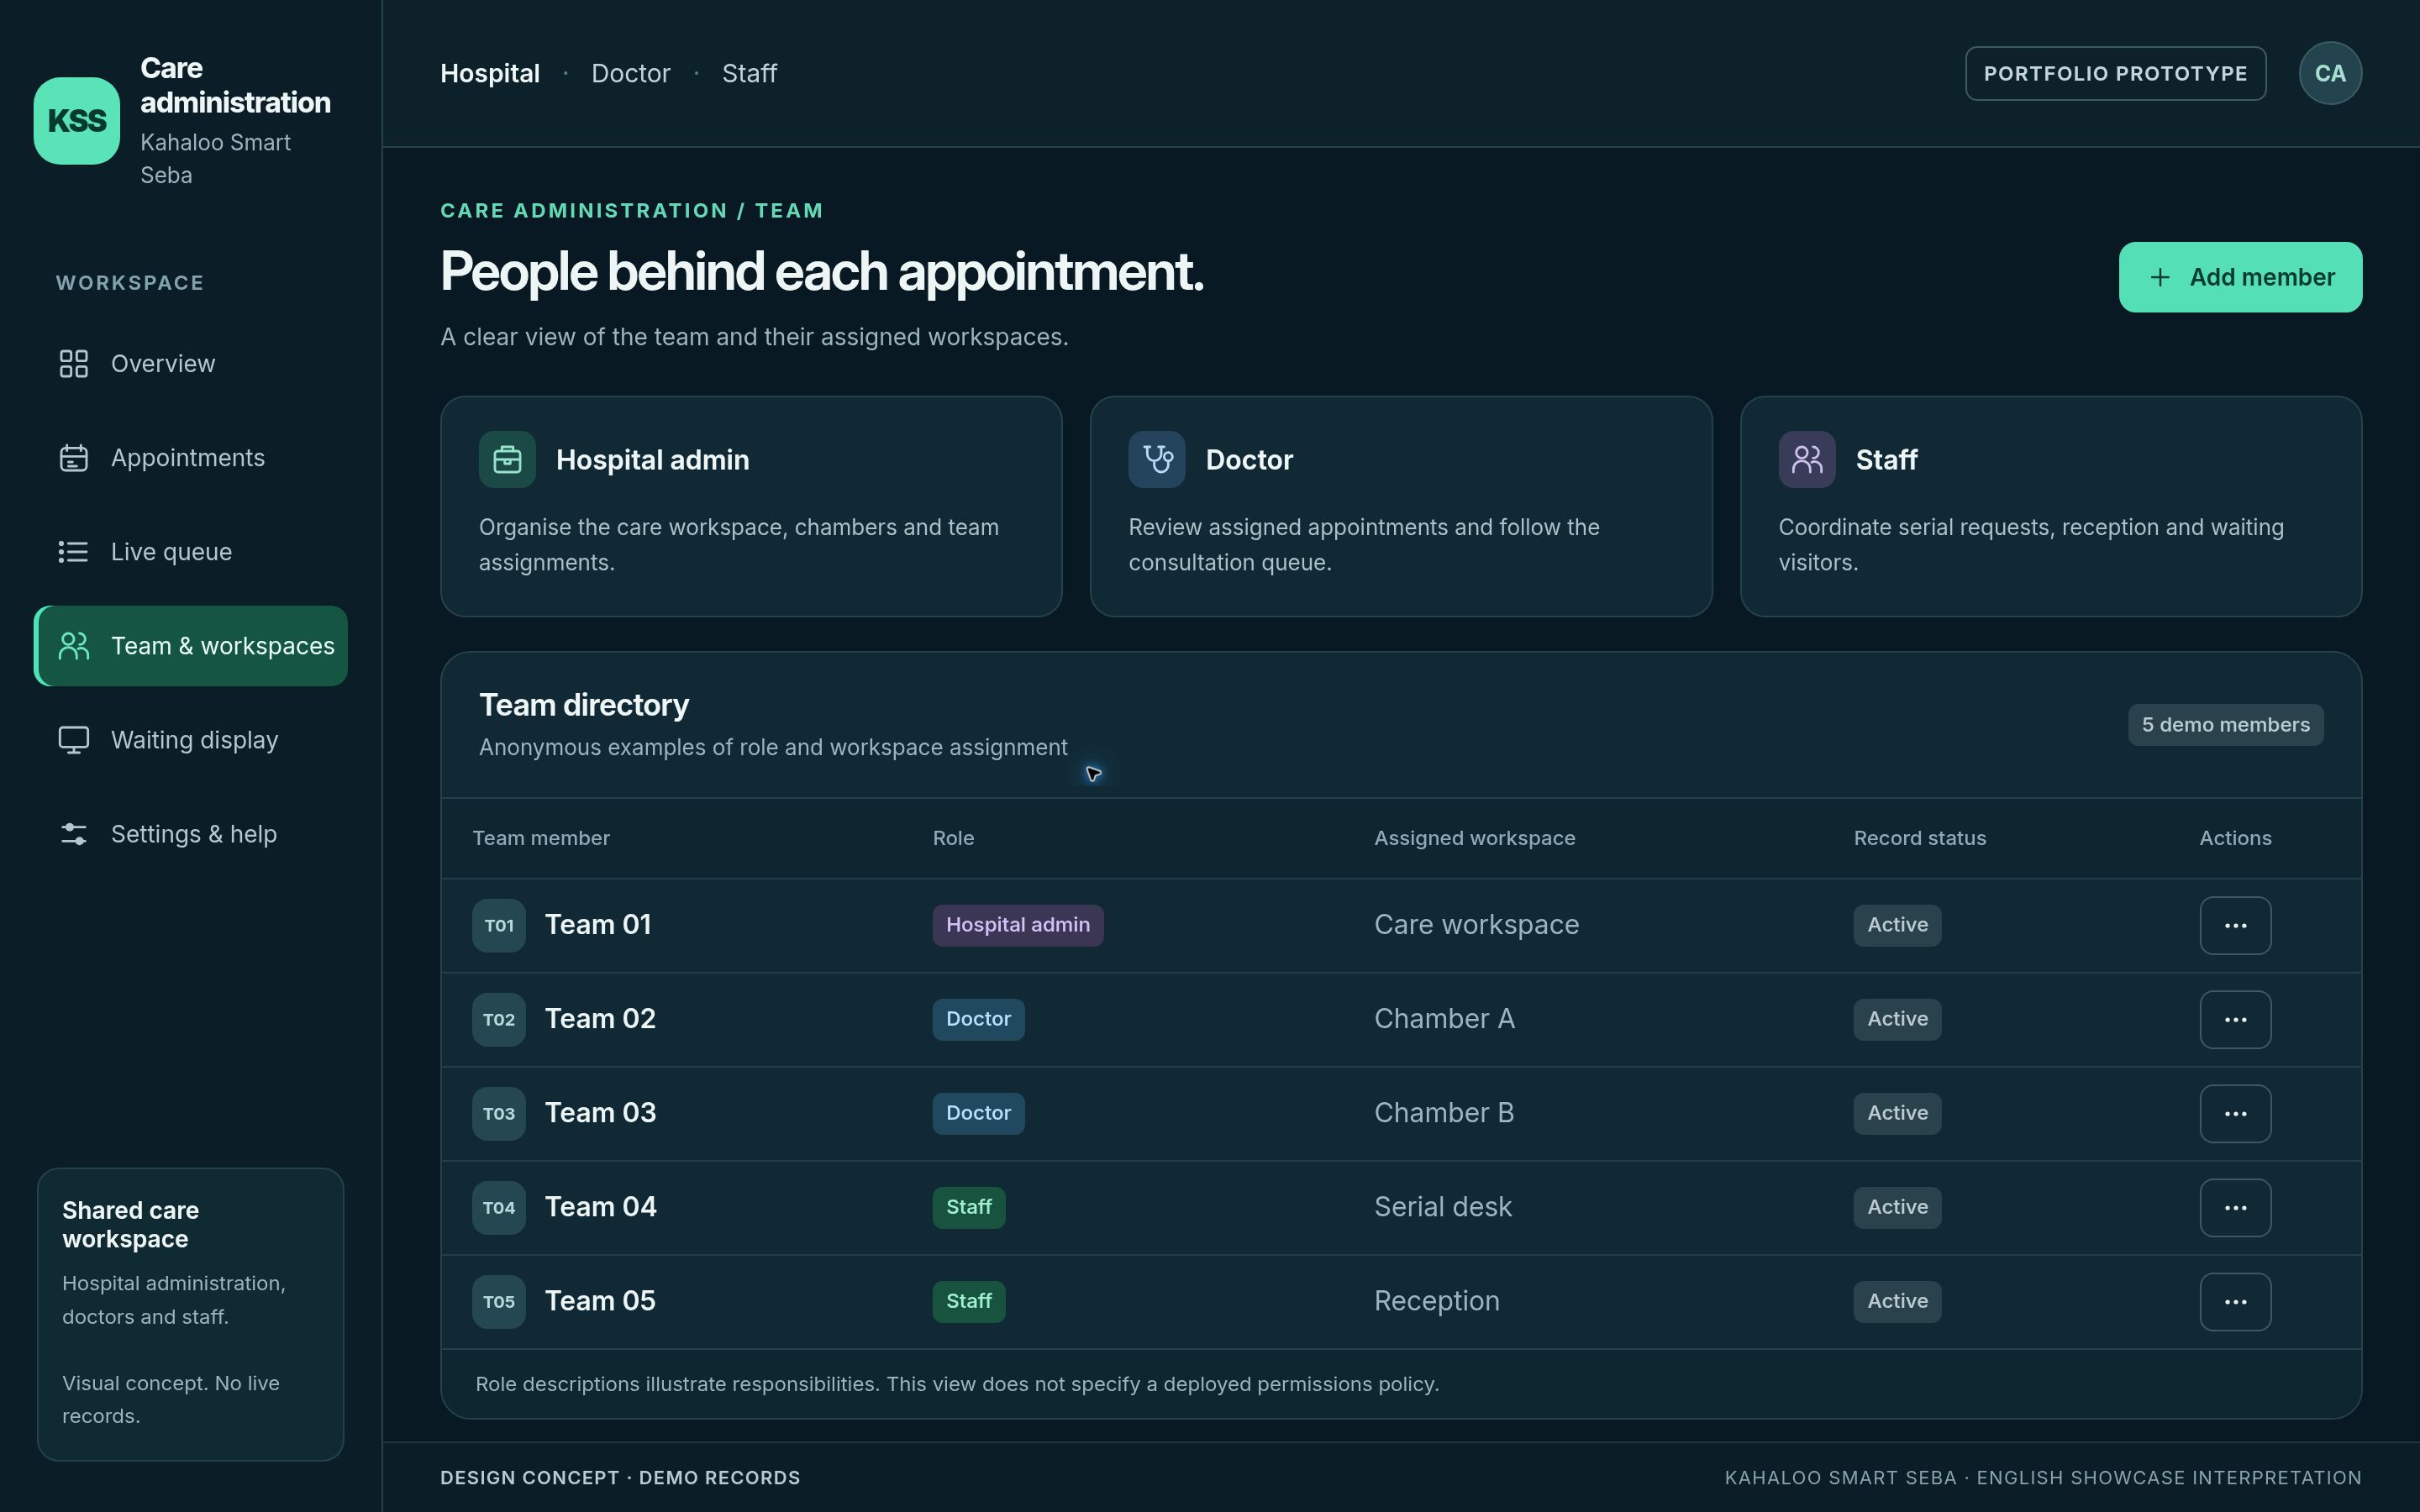 KSS
Care
administration
Kahaloo Smart
Seba
WORKSPACE
Overview
Appointments
Live queue
Team & workspaces
Waiting display
Settings & help
Shared care
workspace
Hospital administration,
doctors and staff.
Visual concept. No live
records.
Hospital · Doctor · Staff
PORTFOLIO PROTOTYPE
CA
CARE ADMINISTRATION / TEAM
People behind each appointment.
A clear view of the team and their assigned workspaces.
+ Add member
Hospital admin
Organise the care workspace, chambers and team
assignments.
Doctor
Review assigned appointments and follow the
consultation queue.
Staff
Coordinate serial requests, reception and waiting
visitors.
Team directory
Anonymous examples of role and workspace assignment
5 demo members
Team member Role Assigned workspace Record status Actions
T01 Team 01 Hospital admin Care workspace Active ...
T02 Team 02 Doctor Chamber A Active ...
T03 Team 03 Doctor Chamber B Active ...
T04 Team 04 Staff Serial desk Active ...
T05 Team 05 Staff Reception Active ...
Role descriptions illustrate responsibilities. This view does not specify a deployed permissions policy.
DESIGN CONCEPT · DEMO RECORDS
KAHALOO SMART SEBA · ENGLISH SHOWCASE INTERPRETATION